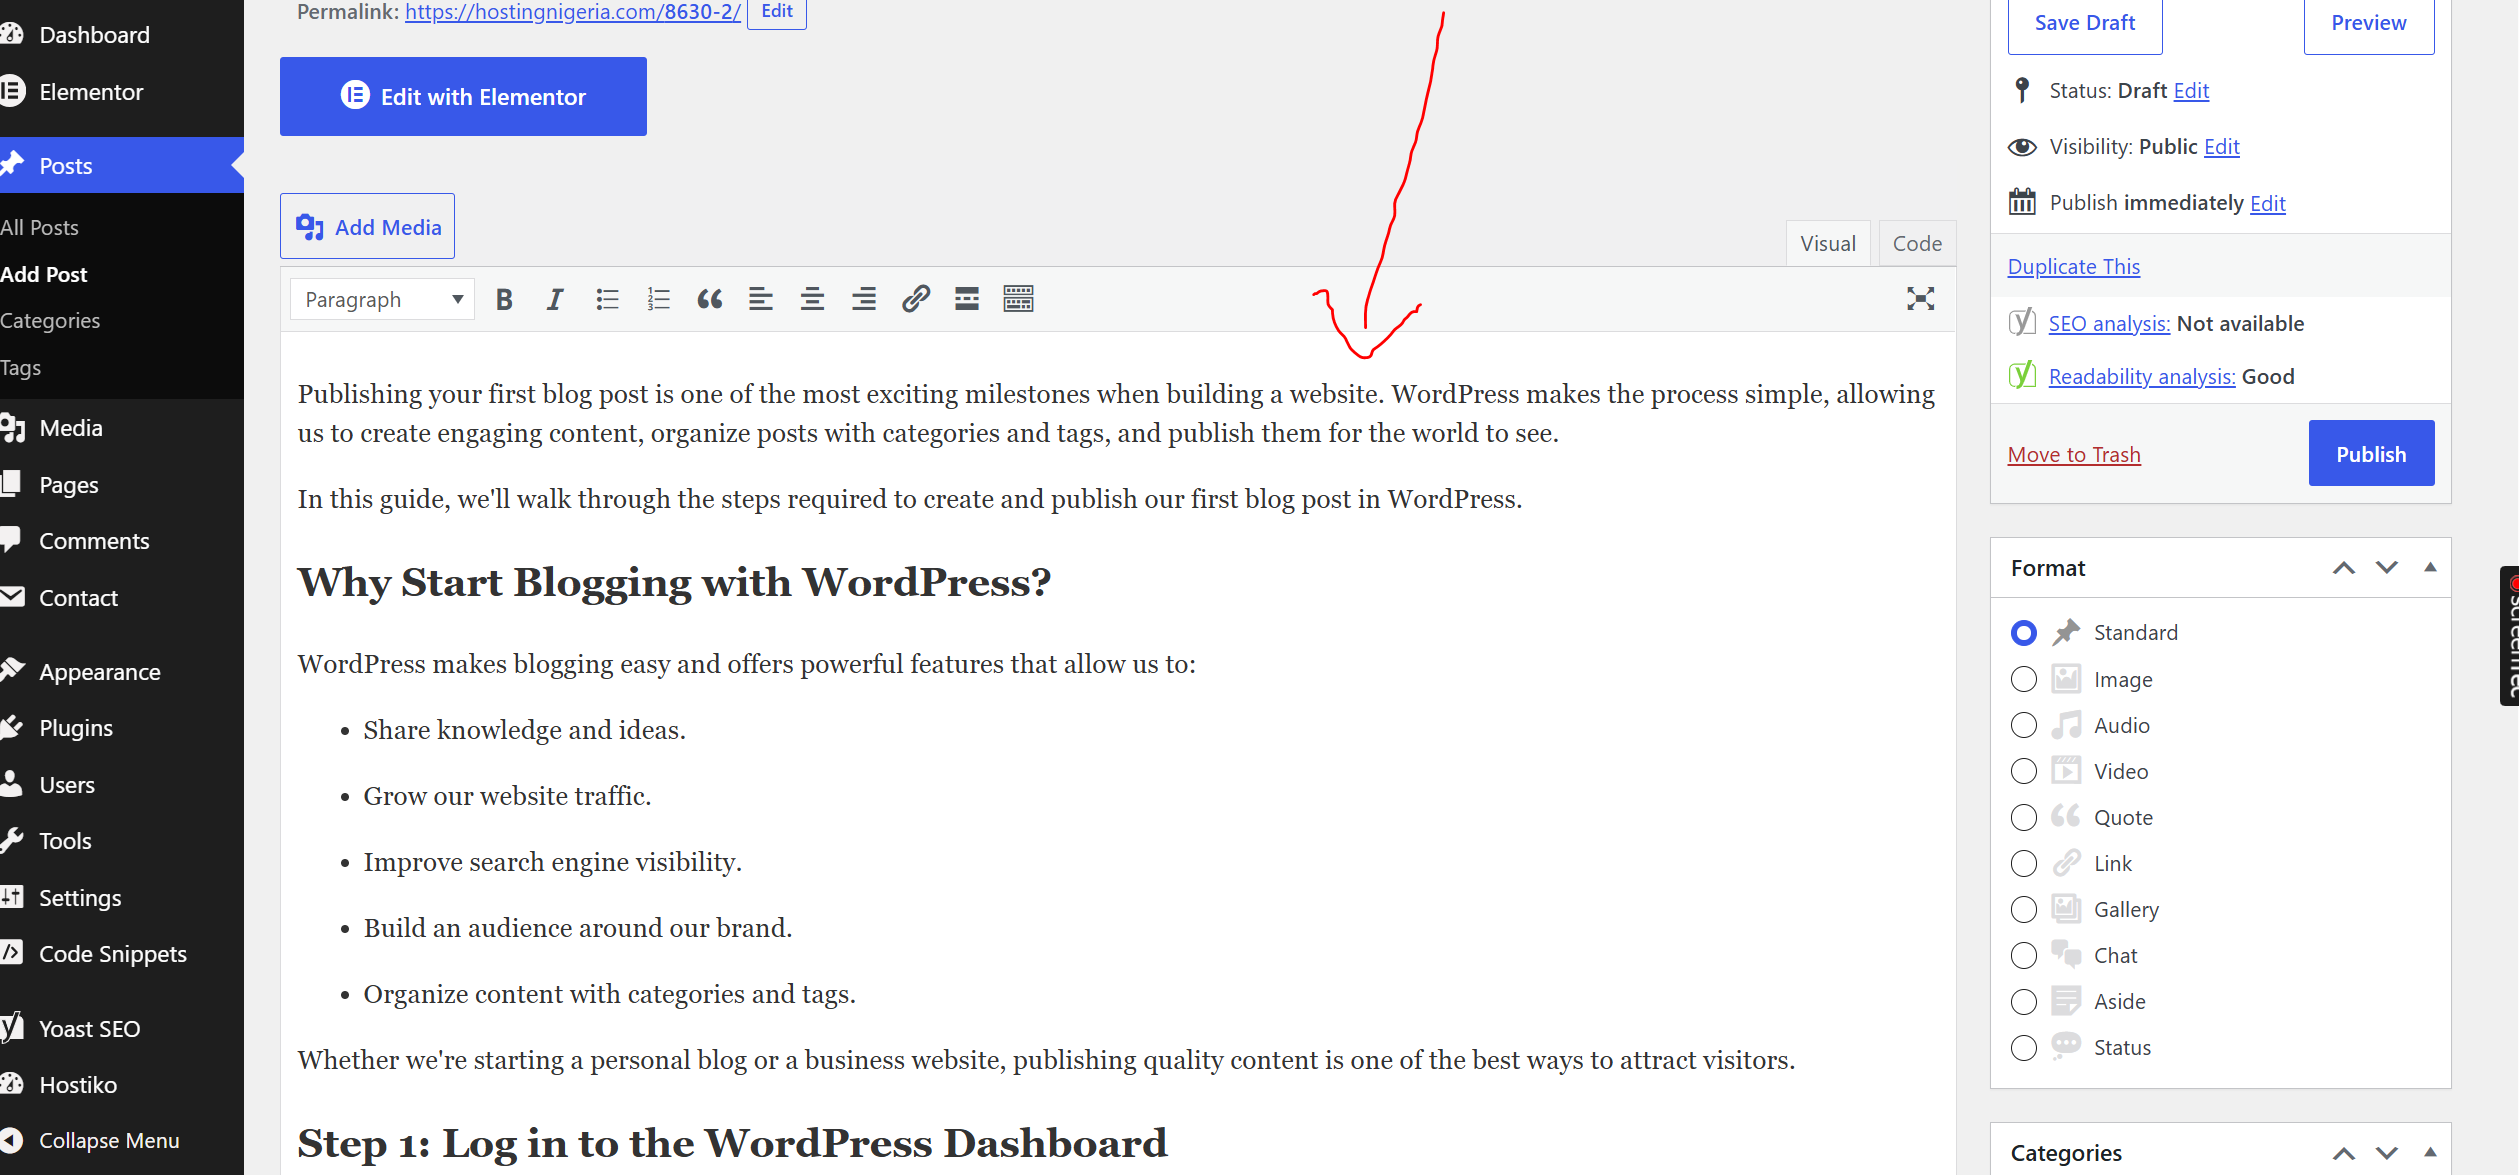 Dashboard
Elementor
Posts
All Posts
Add Post
Categories
Tags
Media
Pages
Comments
Contact
Appearance
Plugins
Users
Tools
Settings
Code Snippets
Yoast SEO
Hostiko
Collapse Menu
Permalink: https://hostingnigeria.com/8630-2/ Edit
Edit with Elementor
Add Media
Visual Code
Paragraph
Publishing your first blog post is one of the most exciting milestones when building a website. WordPress makes the process simple, allowing
us to create engaging content, organize posts with categories and tags, and publish them for the world to see.
In this guide, we'll walk through the steps required to create and publish our first blog post in WordPress.
Why Start Blogging with WordPress?
WordPress makes blogging easy and offers powerful features that allow us to:
• Share knowledge and ideas.
• Grow our website traffic.
• Improve search engine visibility.
• Build an audience around our brand.
• Organize content with categories and tags.
Whether we're starting a personal blog or a business website, publishing quality content is one of the best ways to attract visitors.
Step 1: Log in to the WordPress Dashboard
Save Draft Preview
Status: Draft Edit
Visibility: Public Edit
Publish immediately Edit
Duplicate This
SEO analysis: Not available
Readability analysis: Good
Move to Trash Publish
Format
Standard
Image
Audio
Video
Quote
Link
Gallery
Chat
Aside
Status
Categories